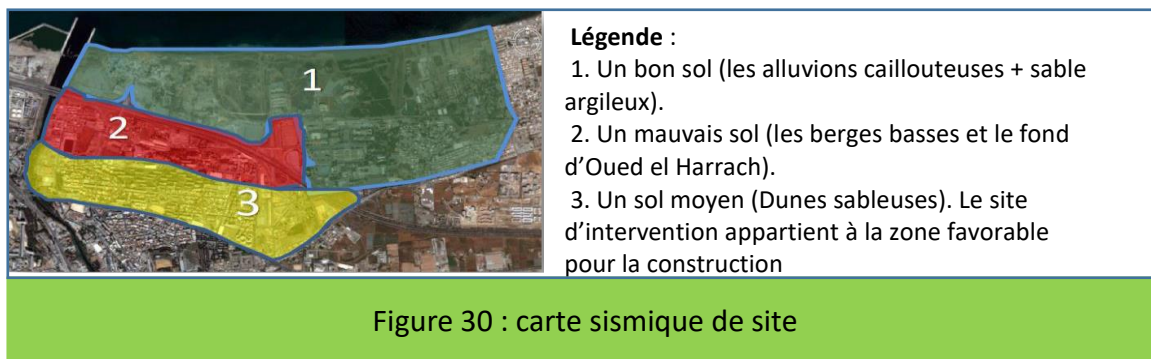 1
2
3
Légende :
1. Un bon sol (les alluvions caillouteuses + sable
argileux).
2. Un mauvais sol (les berges basses et le fond
d’Oued el Harrach).
3. Un sol moyen (Dunes sableuses). Le site
d’intervention appartient à la zone favorable
pour la construction
Figure 30 : carte sismique de site